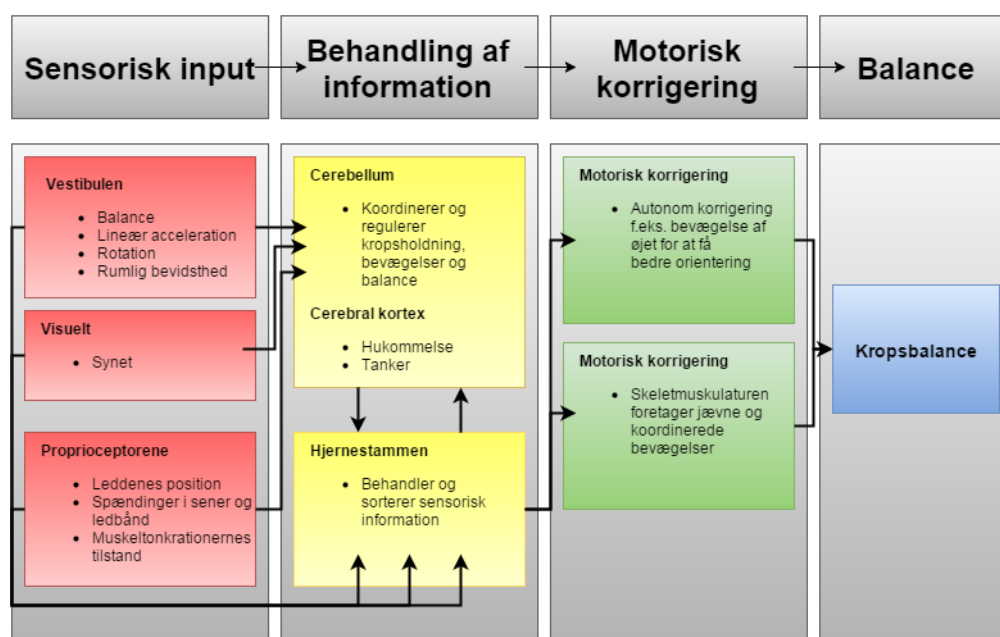 Sensorisk input
Behandling af
information
Motorisk
korrigering
Balance
Vestibulen
• Balance
• Lineær acceleration
• Rotation
• Rumlig bevidsthed
Visuelt
• Synet
Proprioceptorene
• Leddenes position
• Spændinger i sener og
ledbånd
• Muskeltonkrationernes
tilstand
Cerebellum
• Koordinerer og
regulerer
kropsholdning,
bevægelser og
balance
Cerebral kortex
• Hukommelse
• Tanker
Hjernestammen
• Behandler og
sorterer sensorisk
information
Motorisk korrigering
• Autonom korrigering
f.eks. bevægelse af
øjet for at få
bedre orientering
Motorisk korrigering
• Skeletmuskulaturen
foretager jævne og
koordinerede
bevægelser
Kropsbalance